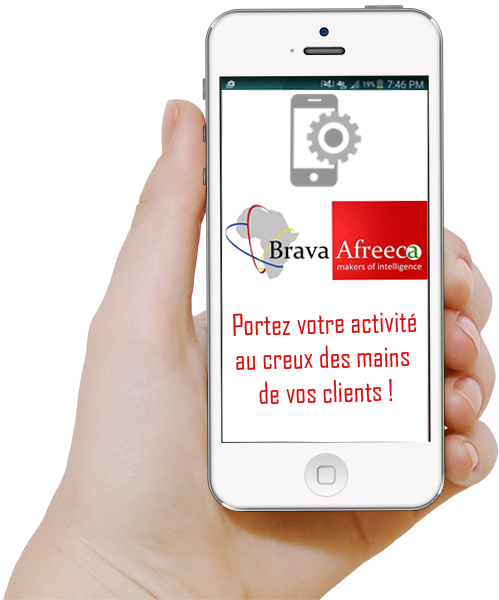 19% 7:46 PM
Brava Afreeca
makers of intelligence
Portez votre activité
au creux des mains
de vos clients !